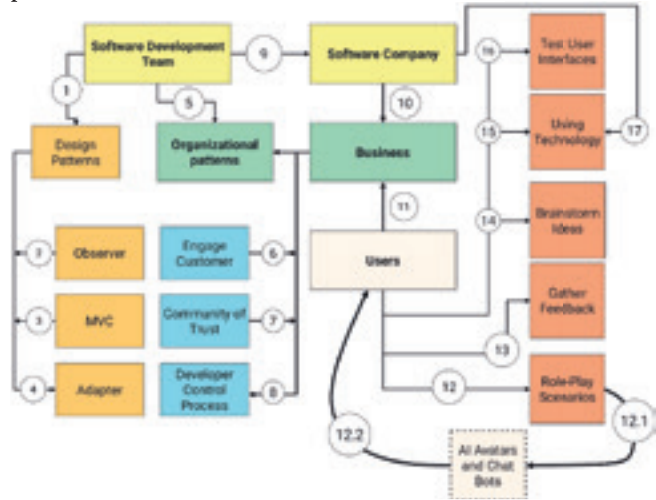 Software Development
Team
9
Software Company
16
Test User
Interfaces
1
5
10
Design
Patterns
Organizational
patterns
Business
15
Using
Technology
17
11
14
Brainstorm
Ideas
2
Observer
Engage
Customer
6
Users
Gather
Feedback
3
MVC
Community of
Trust
7
13
4
Adapter
Developer
Control
Process
8
12
Role-Play
Scenarios
12.1
12.2
AI Avatars
and Chat
Bots